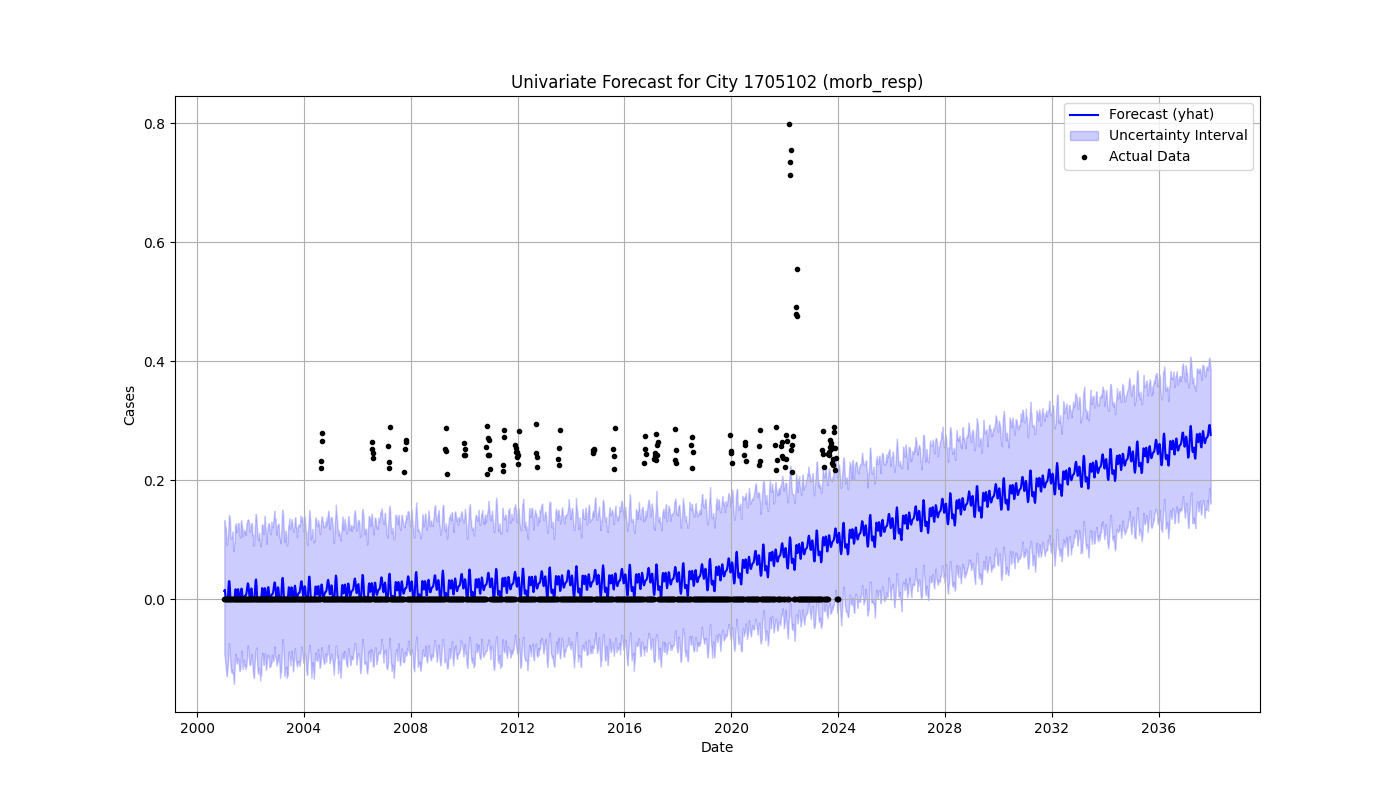 Univariate Forecast for City 1705102 (morb_resp)
Forecast (yhat)
Uncertainty Interval
Actual Data
Cases
0.8
0.6
0.4
0.2
0.0
2000 2004 2008 2012 2016 2020 2024 2028 2032 2036
Date